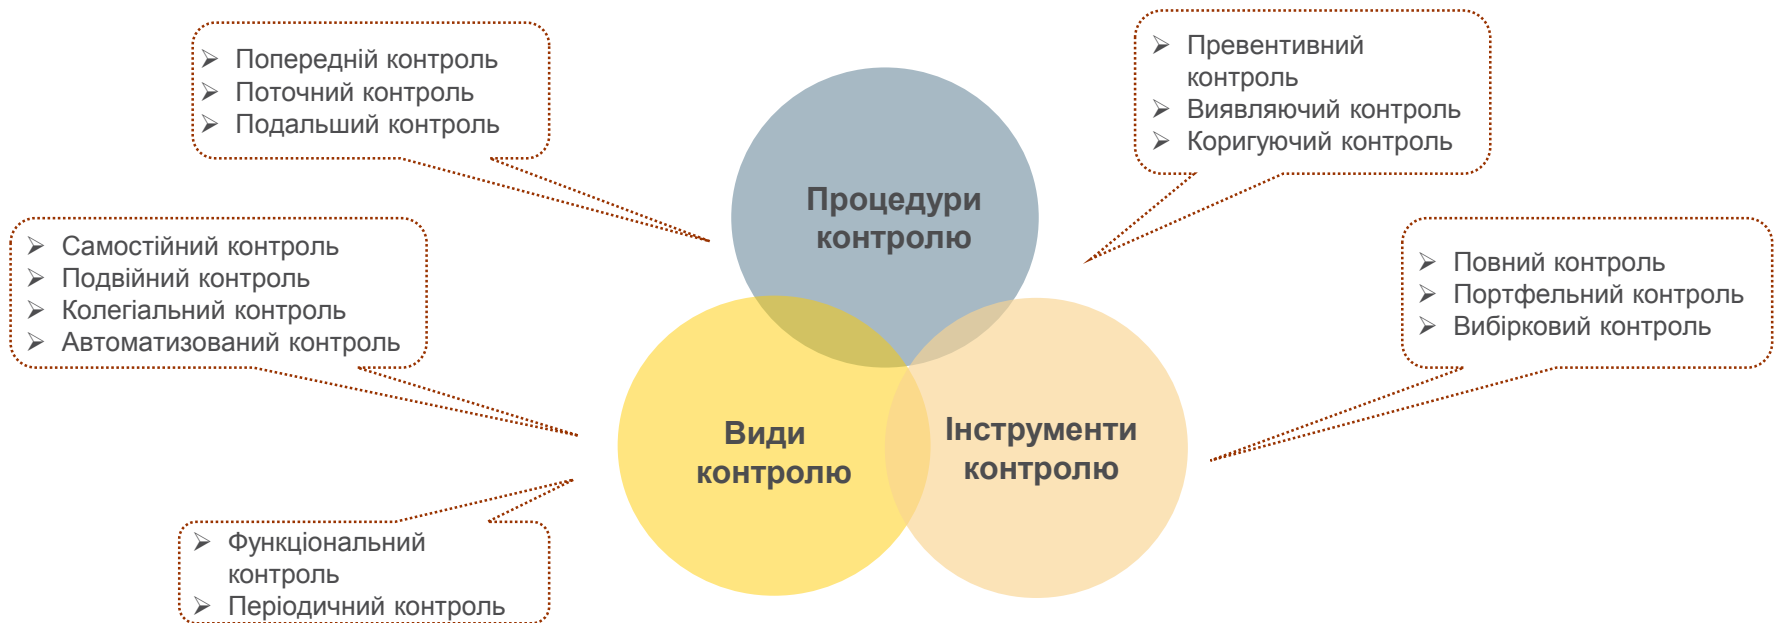 ➢ Попередній контроль
➢ Поточний контроль
➢ Подальший контроль
➢ Превентивний
контроль
➢ Виявляючий контроль
➢ Коригуючий контроль
Процедури
контролю
➢ Самостійний контроль
➢ Подвійний контроль
➢ Колегіальний контроль
➢ Автоматизований контроль
➢ Повний контроль
➢ Портфельний контроль
➢ Вибірковий контроль
Види
контролю
Інструменти
контролю
➢ Функціональний
контроль
➢ Періодичний контроль